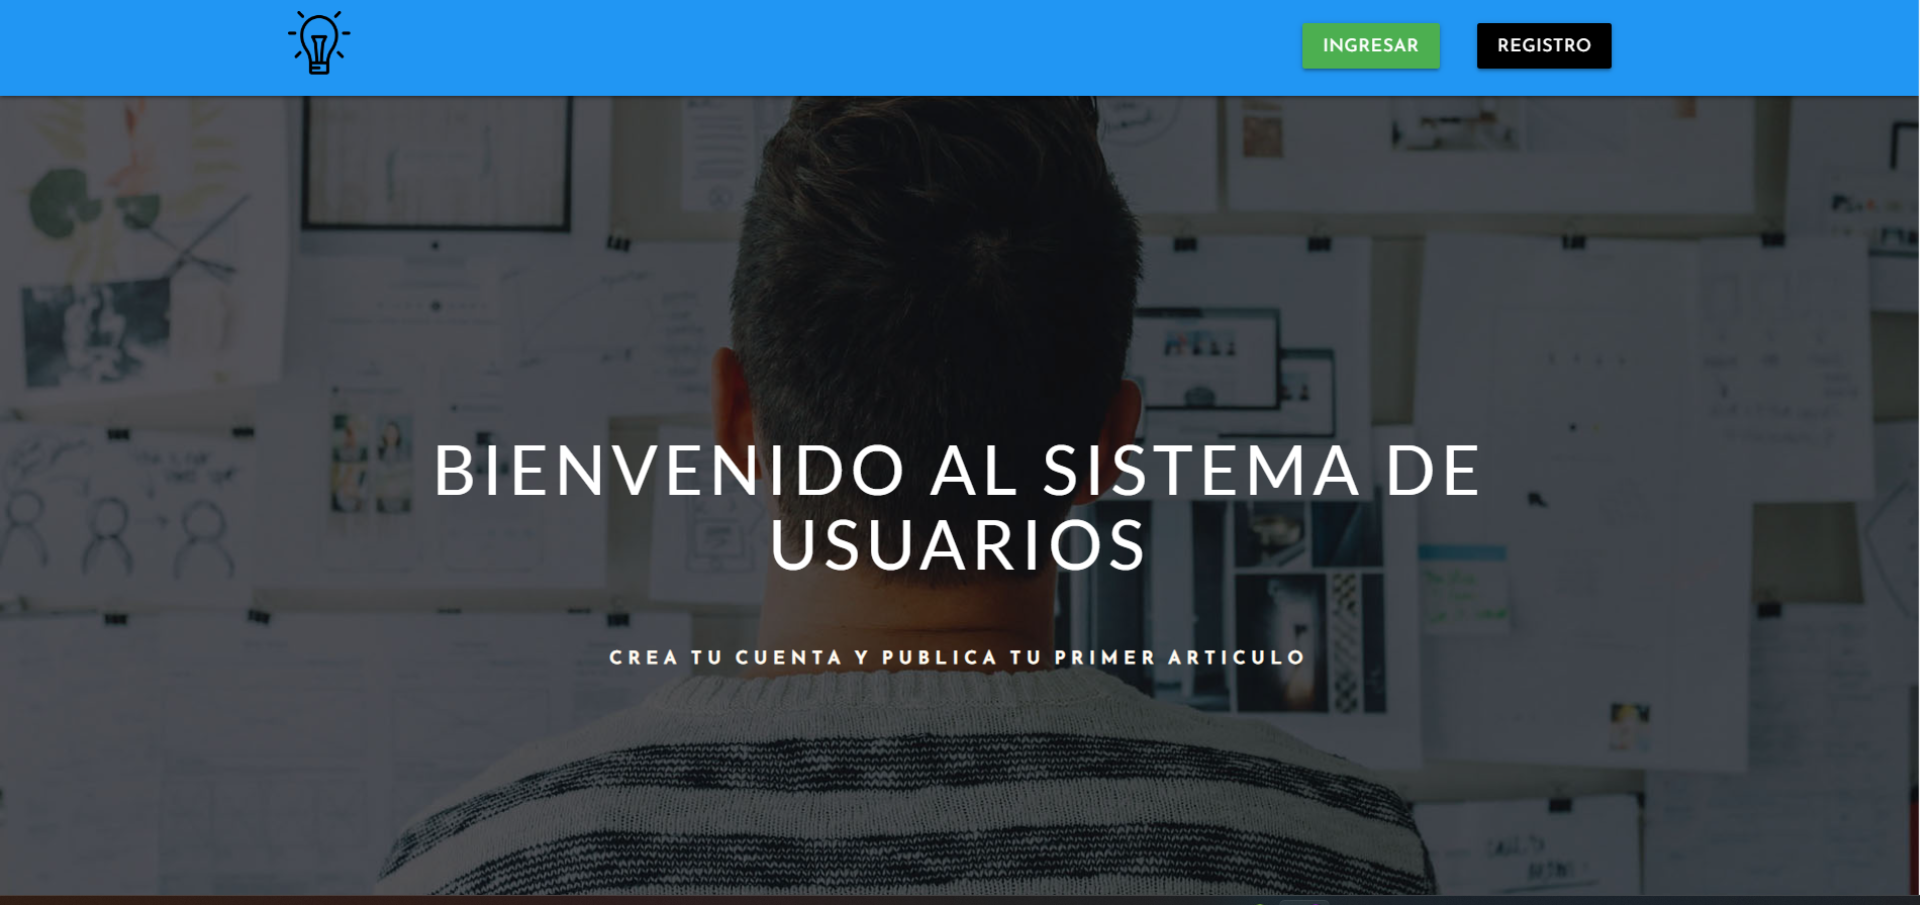 INGRESAR
REGISTRO
BIENVENIDO AL SISTEMA DE
USUARIOS
CREA TU CUENTA Y PUBLICA TU PRIMER ARTICULO